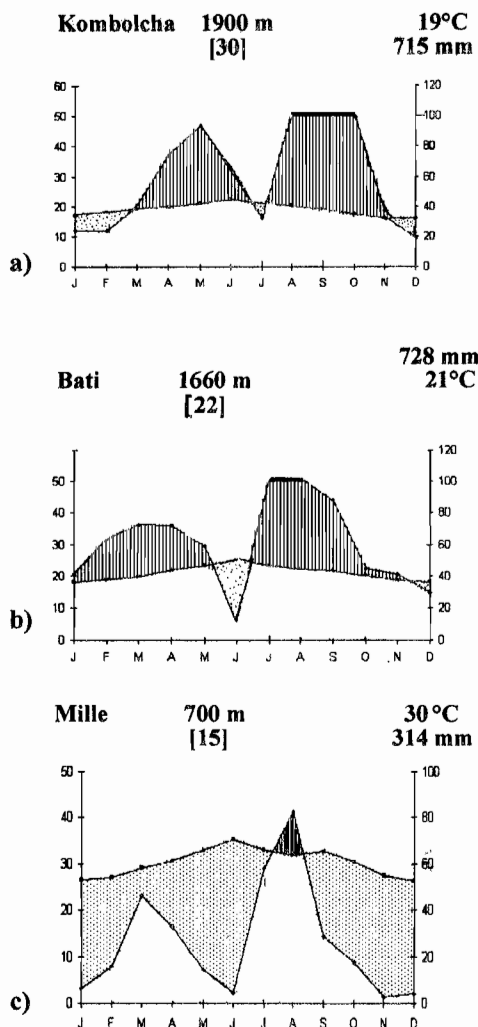 Kombolcha 1900 m 19°C
[30] 715 mm
60 120
50 100
40 80
30 60
20 40
10 20
0 0
J F M A M J J A S O N D
a)
728 mm
Bati 1660 m 21°C
[22]
120
50 100
40 80
30 60
20 40
10 20
0 0
J F M A M J J A S O N D
b)
Mille 700 m 30°C
[15] 314 mm
50 100
40 80
30 60
20 40
10 20
0 0
J F M A M J J A S O N D
c)